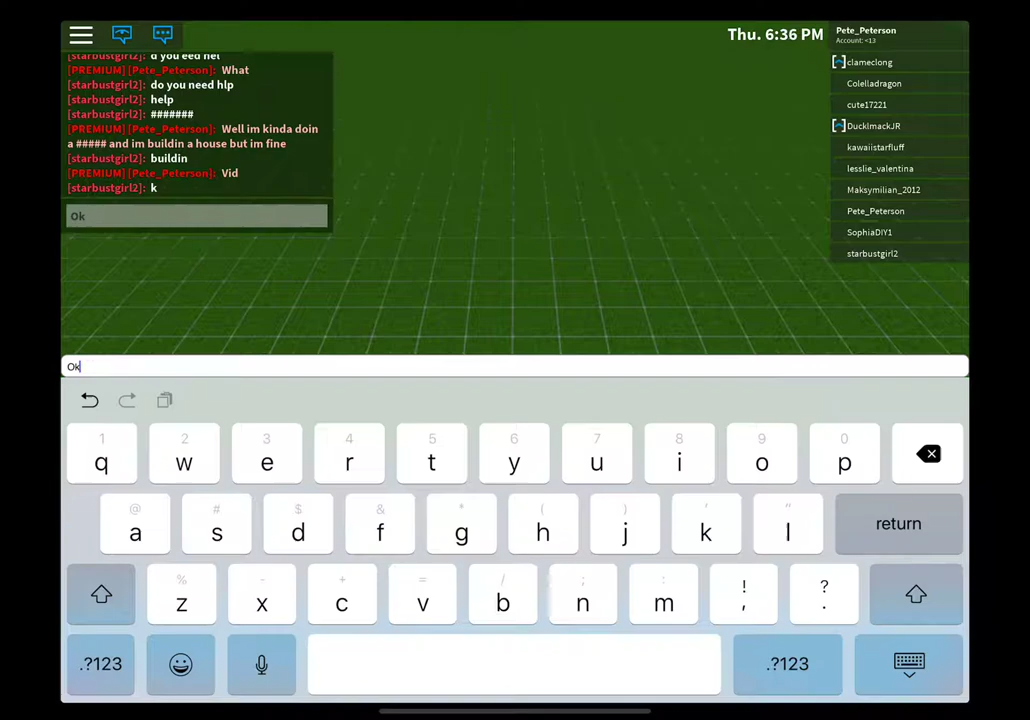 Thu. 6:36 PM
Pete_Peterson
Account: <13
[starbustgirl2]: d you eed hel
[PREMIUM] [Pete_Peterson]: What
[starbustgirl2]: do you need hlp
[starbustgirl2]: help
[starbustgirl2]: #######
[PREMIUM] [Pete_Peterson]: Well im kinda doin
a ##### and im buildin a house but im fine
[starbustgirl2]: buildin
[PREMIUM] [Pete_Peterson]: Vid
[starbustgirl2]: k
Ok
clameclong
Colelladragon
cute17221
DucklmackJR
kawaiistarfluff
lesslie_valentina
Maksymilian_2012
Pete_Peterson
SophiaDIY1
starbustgirl2
Ok
1 2 3 4 5 6 7 8 9 0
q w e r t y u i o p
@ # $ & * ( ) ' "
a s d f g h j k l return
% - + = / ; : ! ?
z x c v b n m , .
.?123 .?123